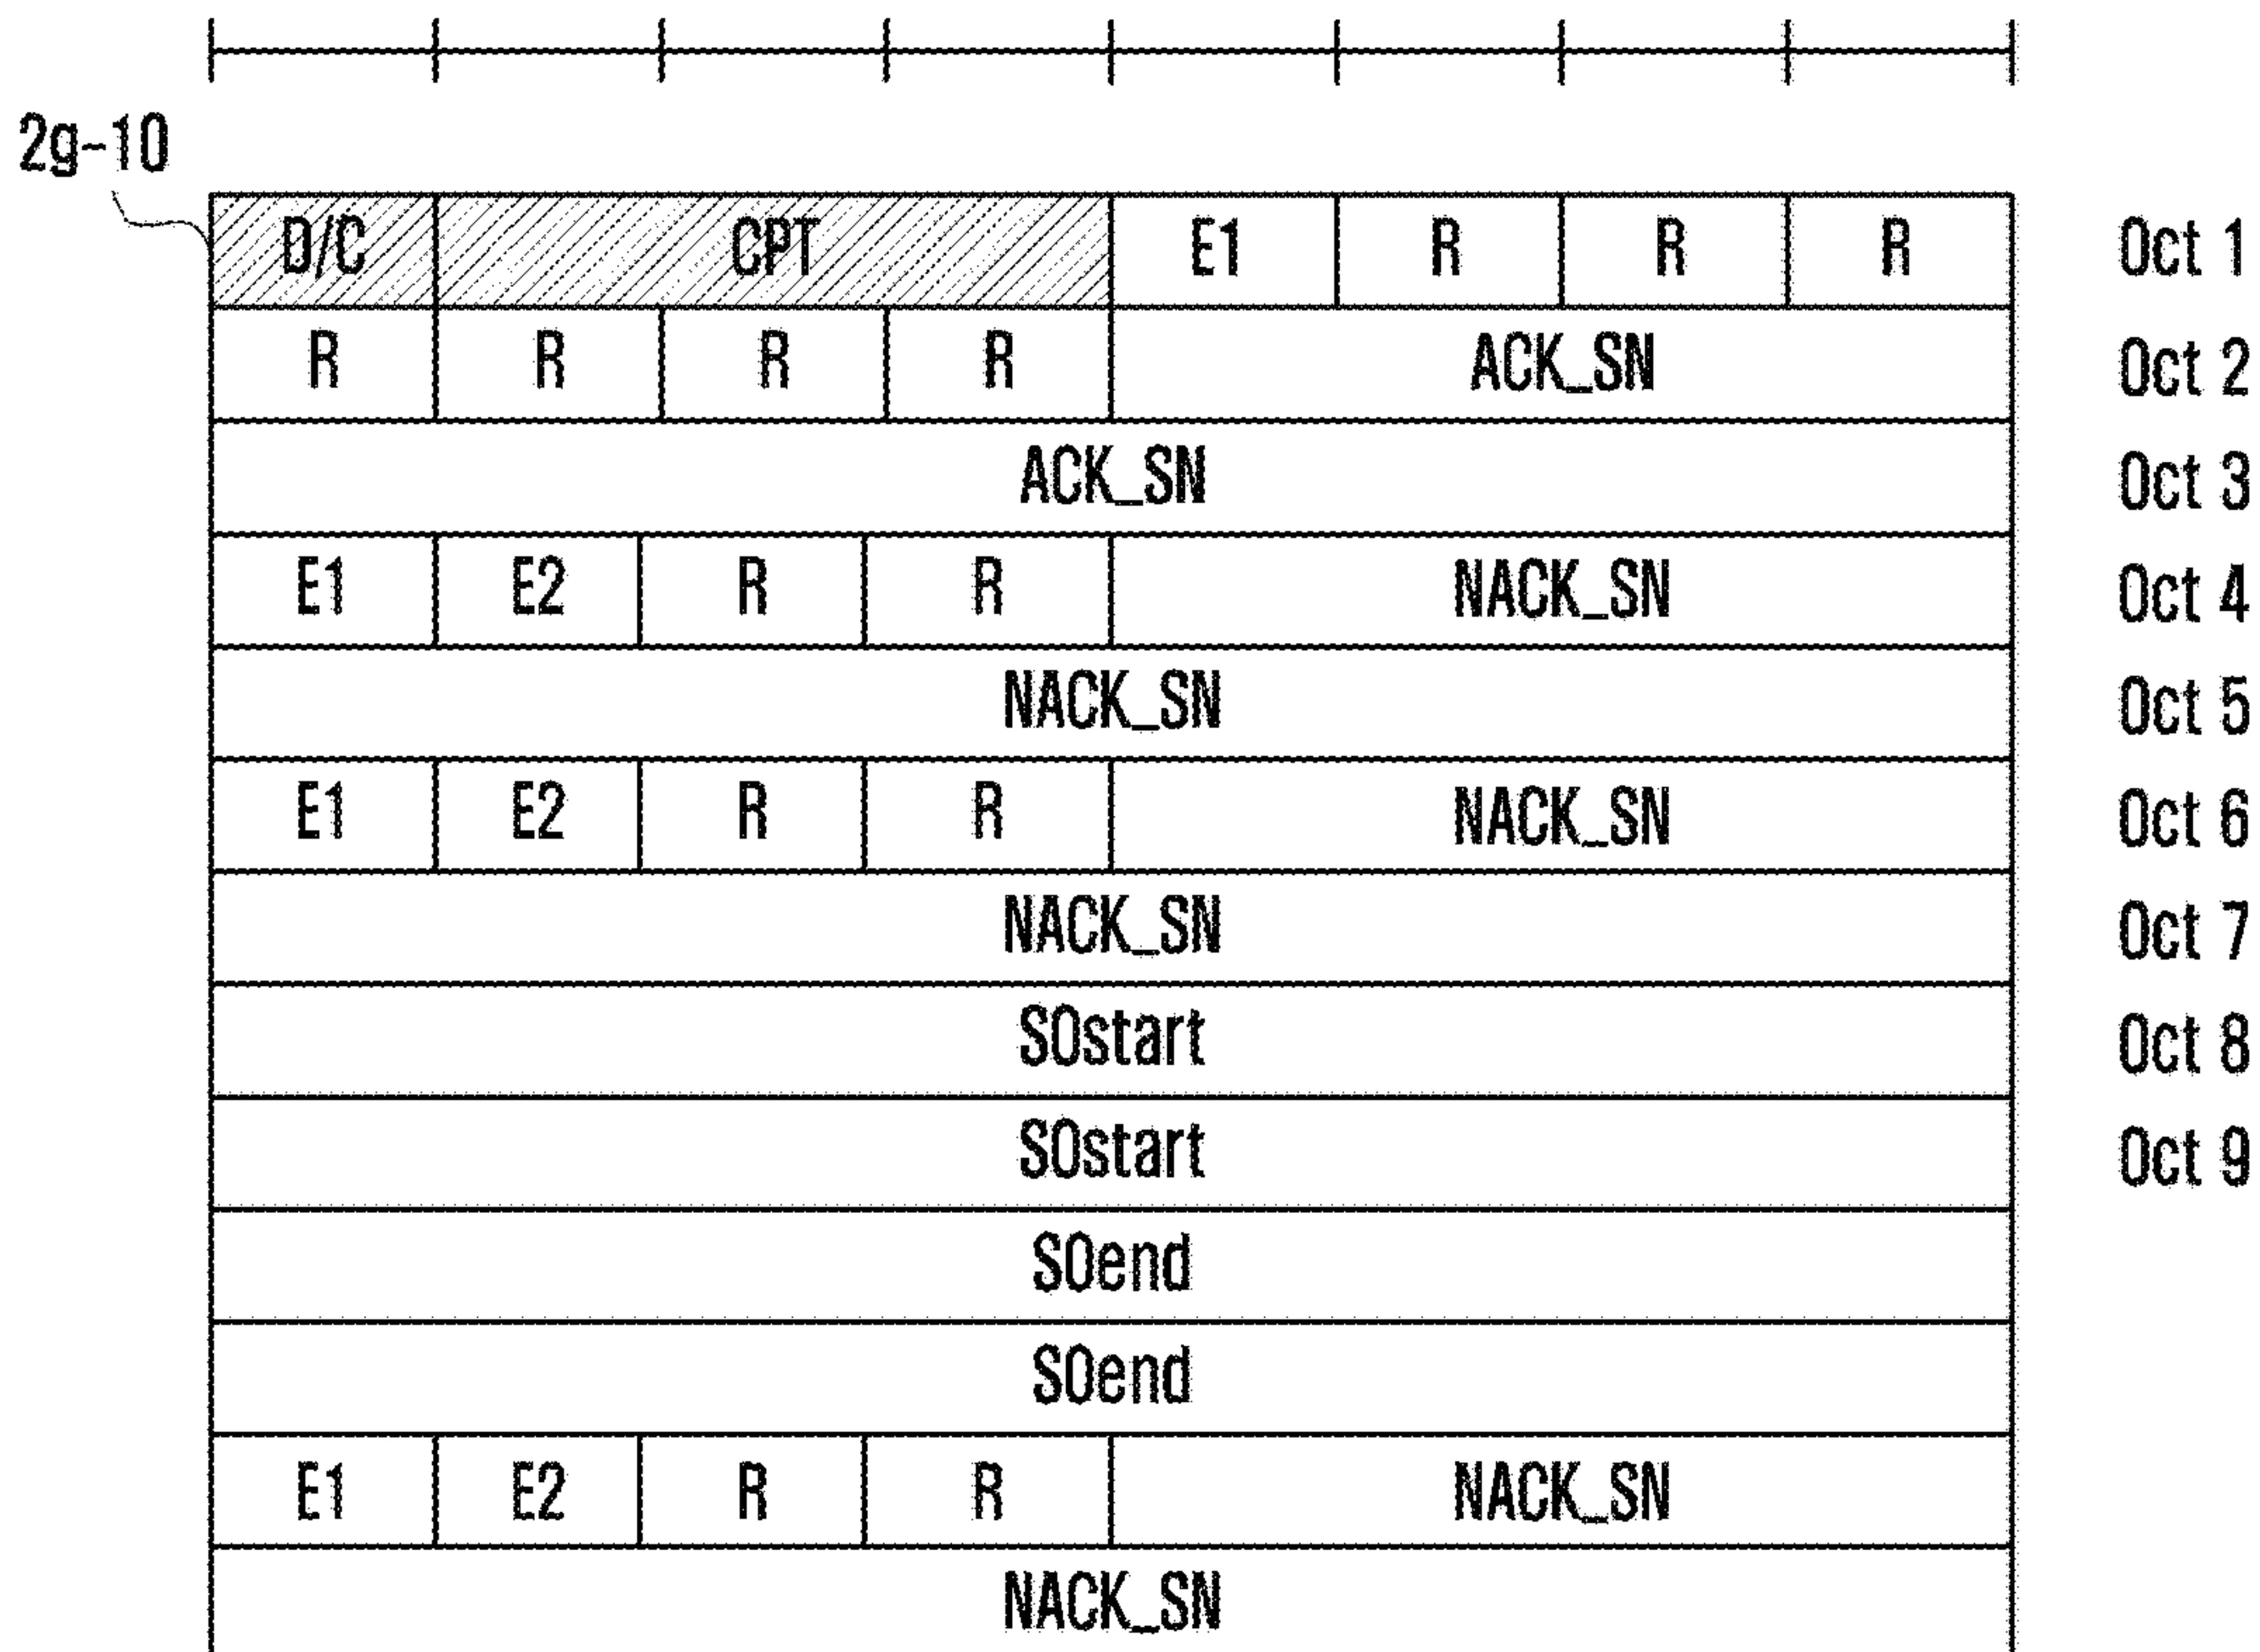 2g-10
D/C CPT E1 R R R Oct 1
R R R R ACK_SN Oct 2
ACK_SN Oct 3
E1 E2 R R NACK_SN Oct 4
NACK_SN Oct 5
E1 E2 R R NACK_SN Oct 6
NACK_SN Oct 7
SOstart Oct 8
SOstart Oct 9
SOend
SOend
E1 E2 R R NACK_SN
NACK_SN